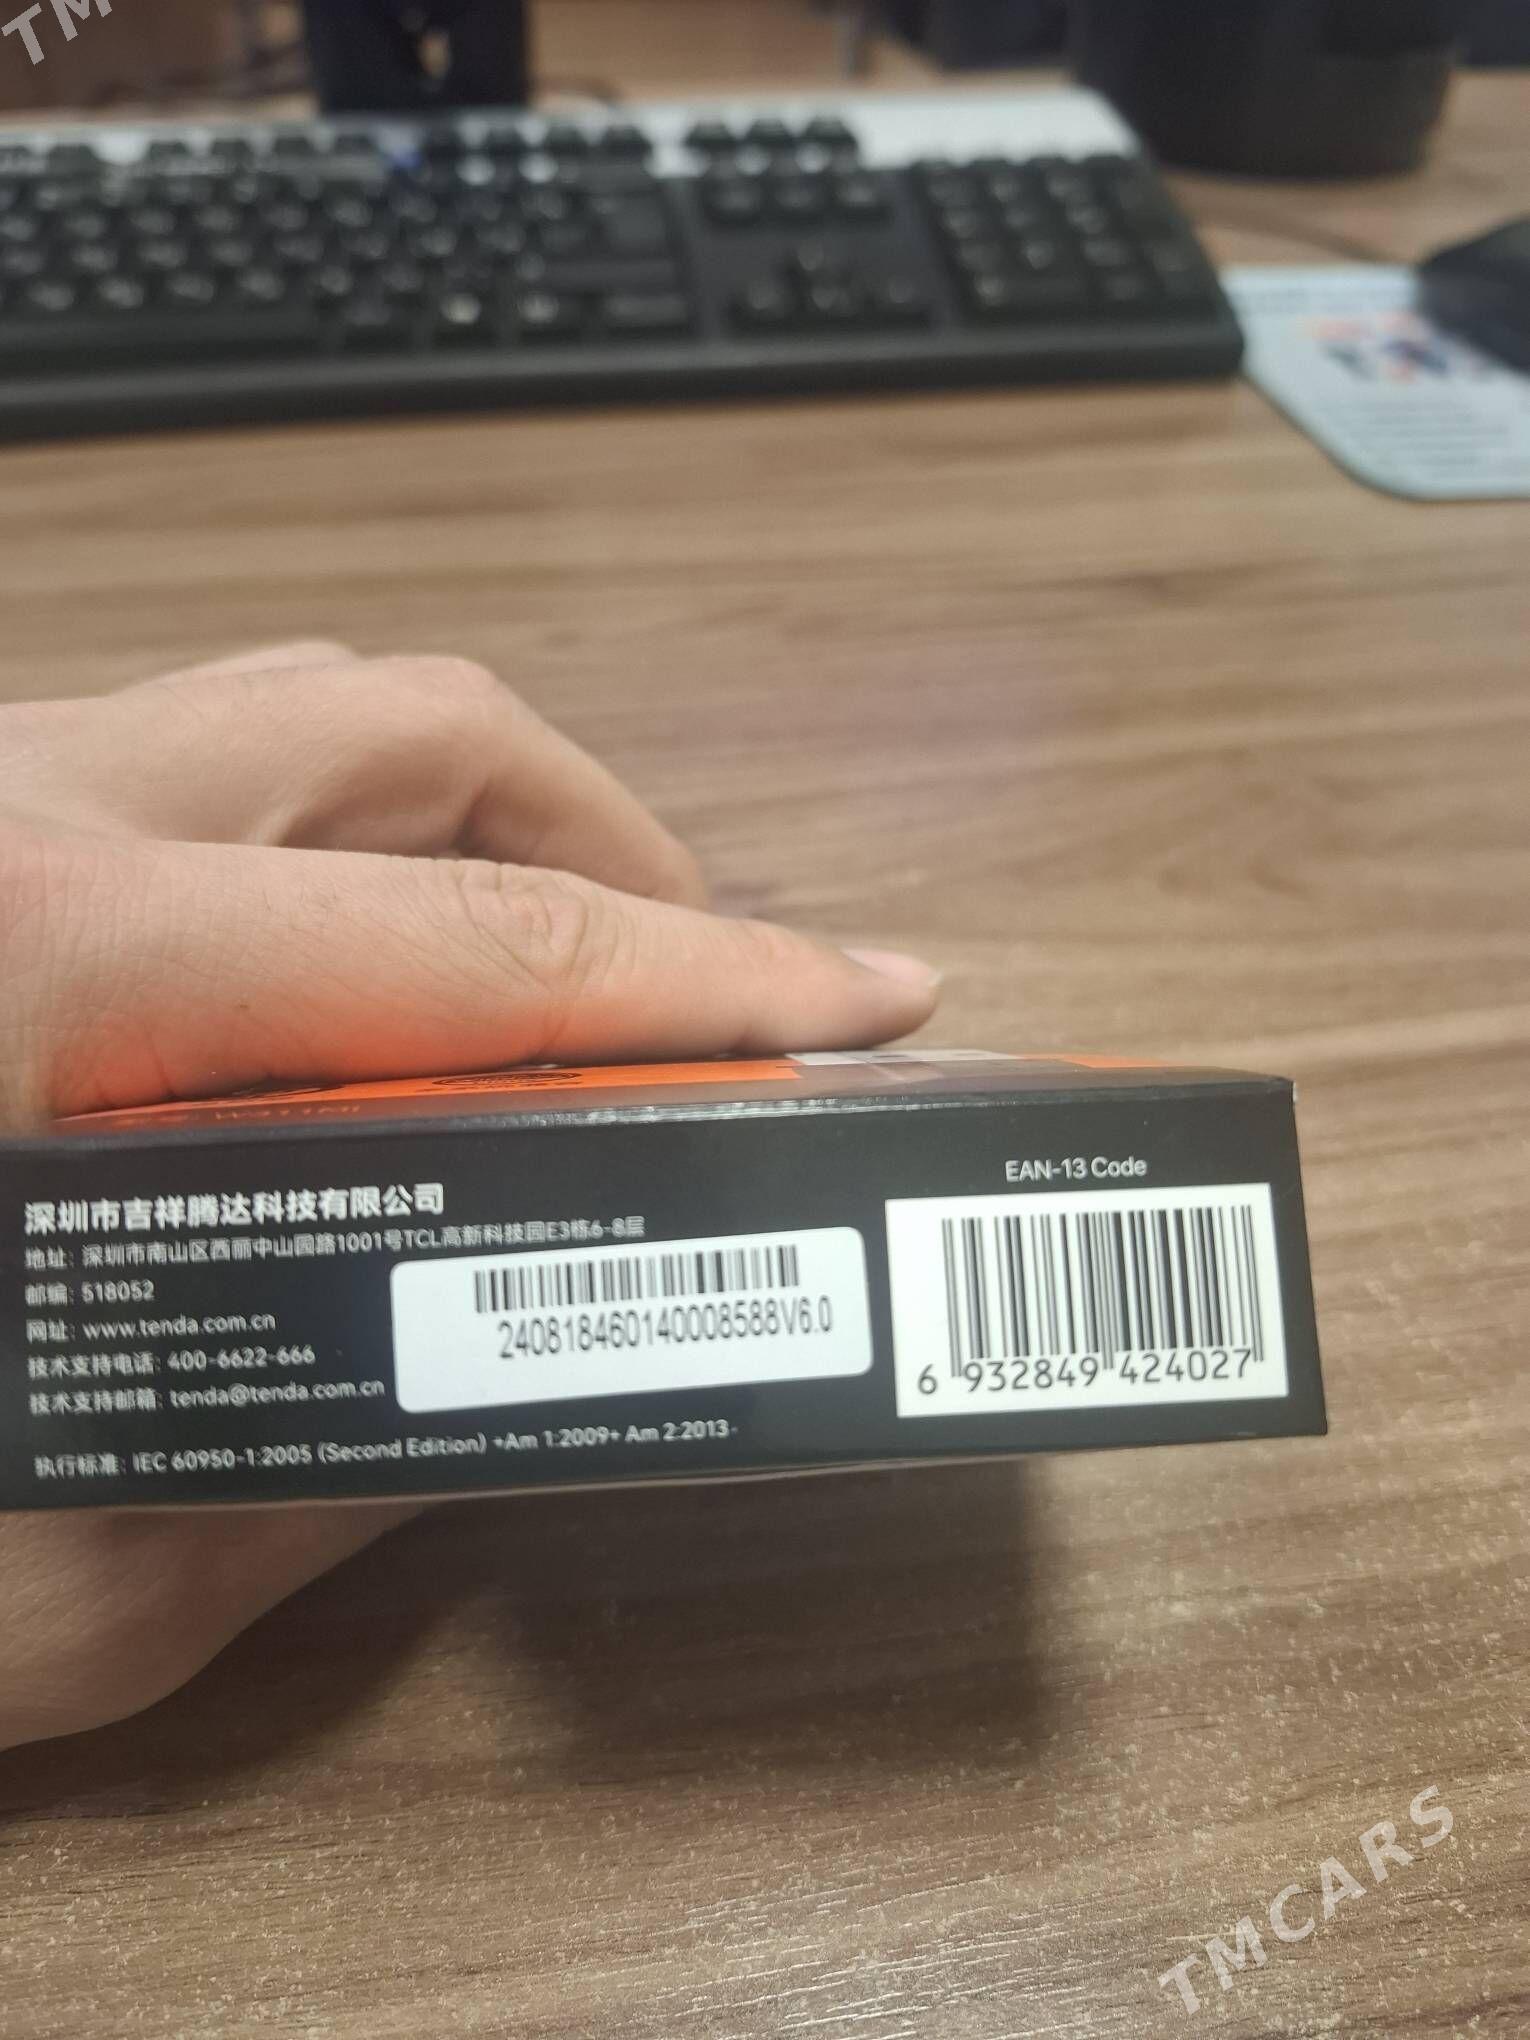 TM
EAN-13 Code
深圳市吉祥腾达科技有限公司
地址: 深圳市南山区西丽中山园路1001号TCL高新科技园E3栋6-8层
邮编: 518052
网址: www.tenda.com.cn
技术支持电话: 400-6622-666
技术支持邮箱: tenda@tenda.com.cn
执行标准: IEC 60950-1:2005 (Second Edition) +Am 1:2009+ Am 2:2013
240818460140008588V6.0
6 932849 424027
TMCARS